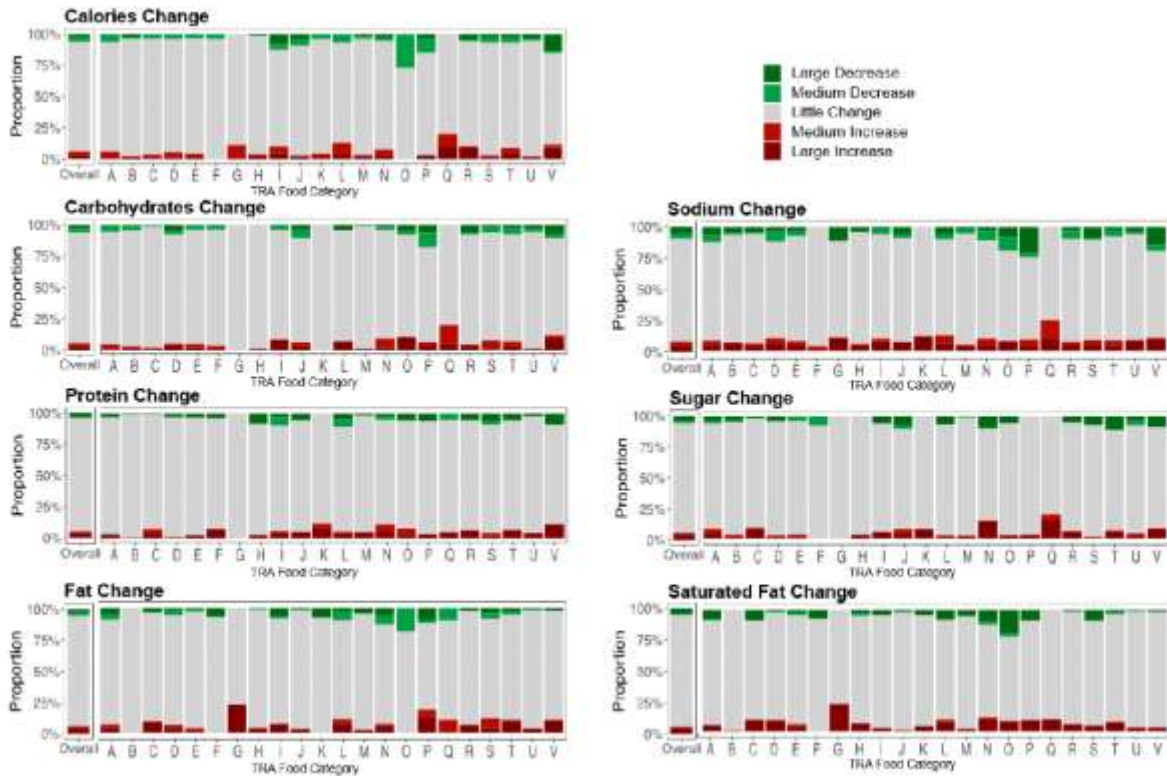 Calories Change
100%
75%
50%
25%
0%
Proportion
Overall A B C D E F G H I J K L M N O P Q R S T U V
TRA Food Category
Large Decrease
Medium Decrease
Little Change
Medium Increase
Large Increase
Carbohydrates Change
100%
75%
50%
25%
0%
Proportion
Overall A B C D E F G H I J K L M N O P Q R S T U V
TRA Food Category
Sodium Change
100%
75%
50%
25%
0%
Proportion
Overall A B C D E F G H I J K L M N O P Q R S T U V
TRA Food Category
Protein Change
100%
75%
50%
25%
0%
Proportion
Overall A B C D E F G H I J K L M N O P Q R S T U V
TRA Food Category
Sugar Change
100%
75%
50%
25%
0%
Proportion
Overall A B C D E F G H I J K L M N O P Q R S T U V
TRA Food Category
Fat Change
100%
75%
50%
25%
0%
Proportion
Overall A B C D E F G H I J K L M N O P Q R S T U V
TRA Food Category
Saturated Fat Change
100%
75%
50%
25%
0%
Proportion
Overall A B C D E F G H I J K L M N O P Q R S T U V
TRA Food Category